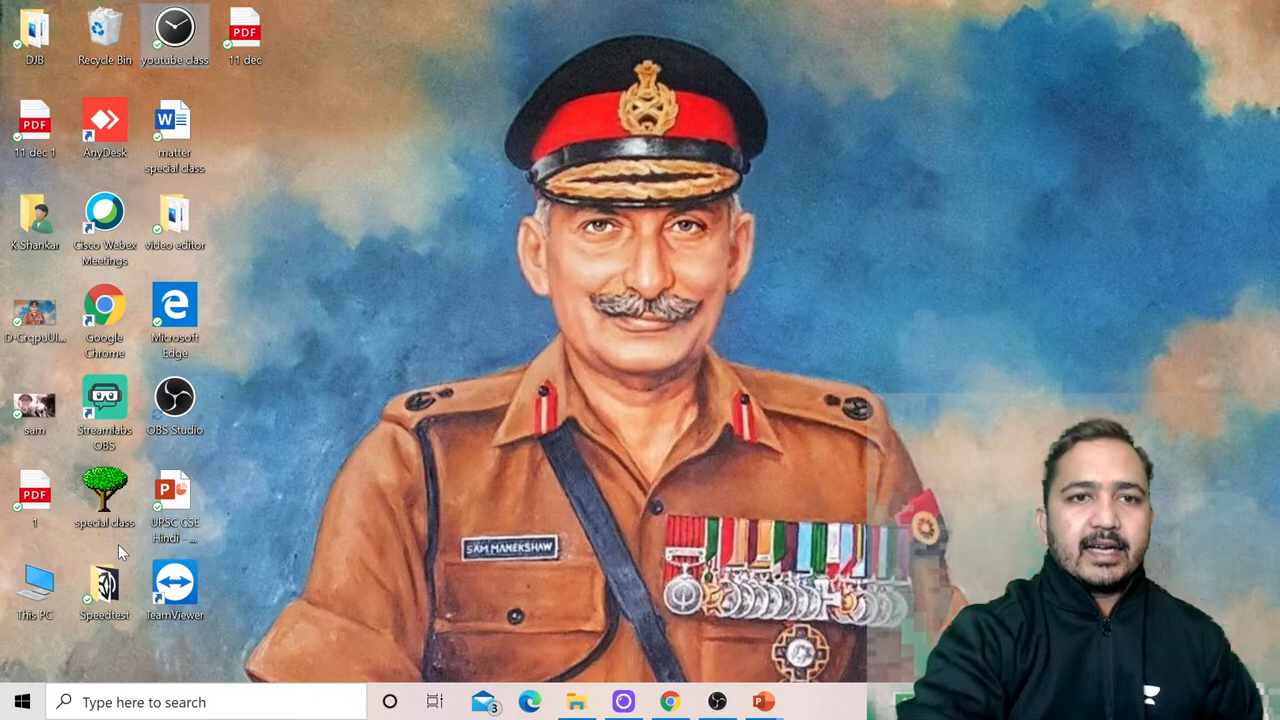 DJB
Recycle Bin
youtube class
PDF
11 dec
PDF
11 dec 1
AnyDesk
W
matter
special class
K Shankar
Cisco Webex
Meetings
video editor
D-CrqpuUI...
Google
Chrome
Microsoft
Edge
sam
Streamlabs
OBS
OBS Studio
PDF
1
special class
P
UPSC CSE
Hindi - ...
This PC
Speedtest
TeamViewer
SAM MANEKSHAW
Type here to search
3
P